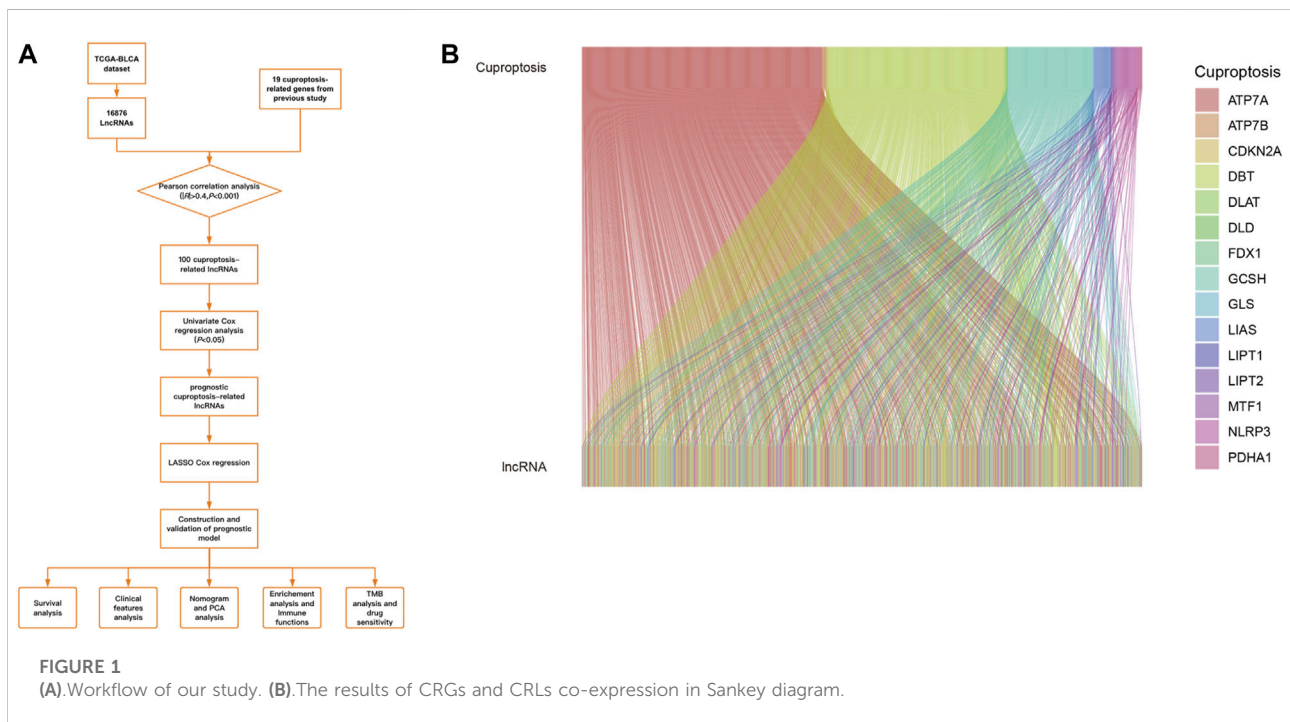 A
TCGA-BLCA
dataset
16876
LncRNAs
19 cuproptosis-
related genes from
previous study
Pearson correlation analysis
(|R|>0.4,P<0.001)
100 cuproptosis-
related lncRNAs
Univariate Cox
regression analysis
(P<0.05)
prognostic
cuproptosis-related
lncRNAs
LASSO Cox regression
Construction and
validation of prognostic
model
Survival
analysis
Clinical
features
analysis
Nomogram
and PCA
analysis
Enrichement
analysis and
Immune
functions
TMB
analysis and
drug
sensitivity
B
Cuproptosis
lncRNA
Cuproptosis
ATP7A
ATP7B
CDKN2A
DBT
DLAT
DLD
FDX1
GCSH
GLS
LIAS
LIPT1
LIPT2
MTF1
NLRP3
PDHA1
FIGURE 1
(A).Workflow of our study. (B).The results of CRGs and CRLs co-expression in Sankey diagram.